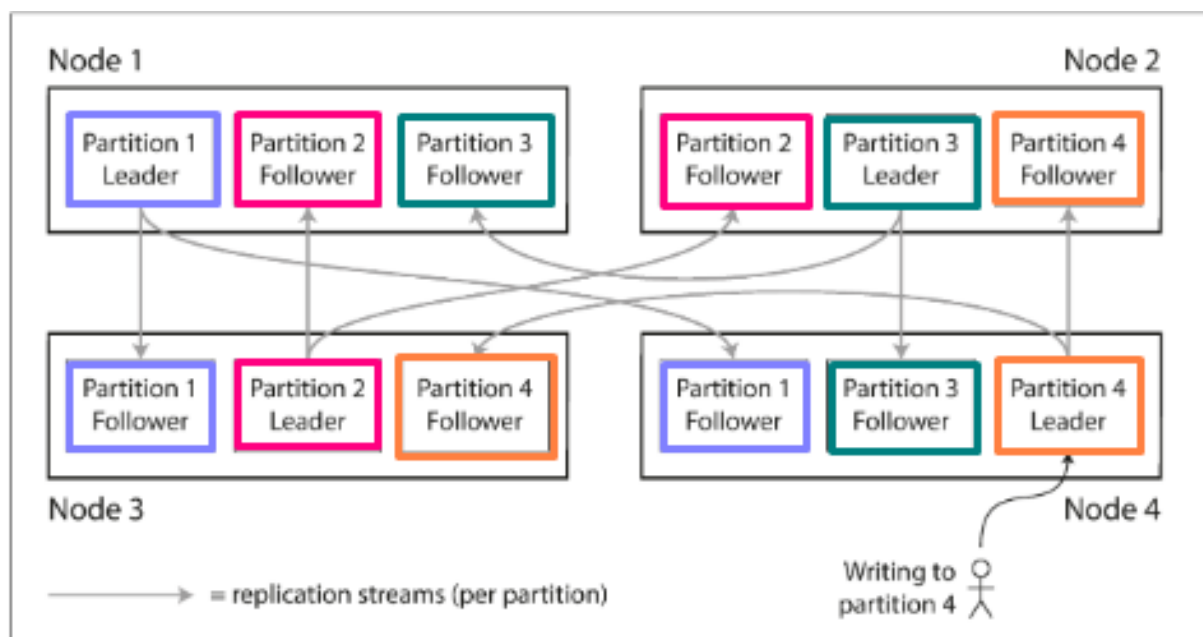 Node 1
Node 2
Partition 1
Leader
Partition 2
Follower
Partition 3
Follower
Partition 2
Follower
Partition 3
Leader
Partition 4
Follower
Partition 1
Follower
Partition 2
Leader
Partition 4
Follower
Partition 1
Follower
Partition 3
Follower
Partition 4
Leader
Node 3
Node 4
= replication streams (per partition)
Writing to
partition 4